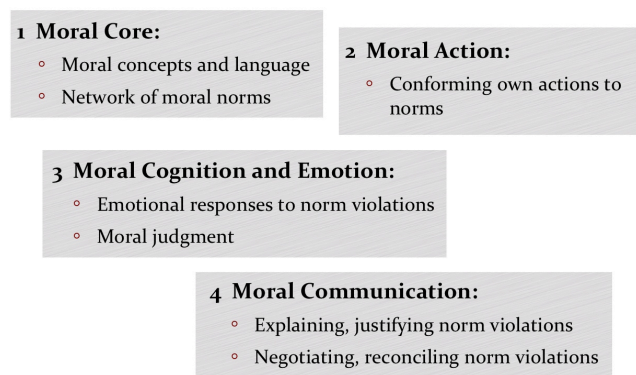 1 Moral Core:
◦ Moral concepts and language
◦ Network of moral norms
2 Moral Action:
◦ Conforming own actions to
norms
3 Moral Cognition and Emotion:
◦ Emotional responses to norm violations
◦ Moral judgment
4 Moral Communication:
◦ Explaining, justifying norm violations
◦ Negotiating, reconciling norm violations